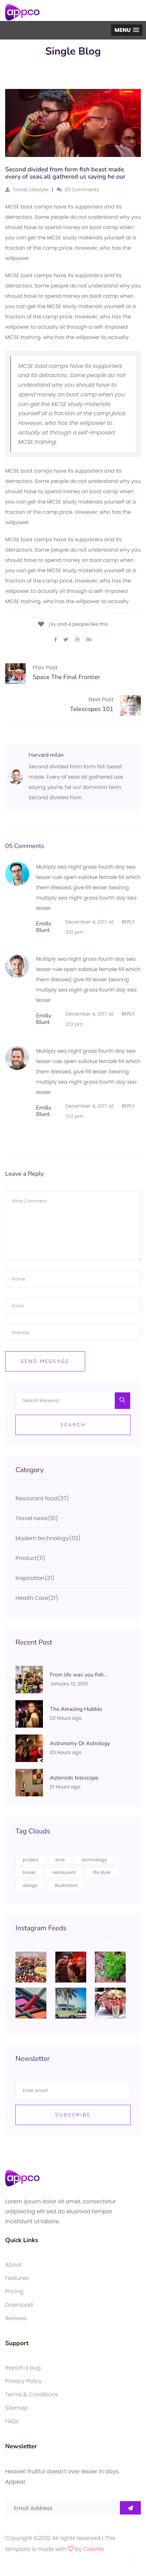 appco
MENU
Single Blog
Second divided from form fish beast made
every of seas all gathered us saying he our
Travel, Lifestyle | 03 Comments
MCSE boot camps have its supporters and its
detractors. Some people do not understand why you
should have to spend money on boot camp when
you can get the MCSE study materials yourself at a
fraction of the camp price. However, who has the
willpower
MCSE boot camps have its supporters and its
detractors. Some people do not understand why you
should have to spend money on boot camp when
you can get the MCSE study materials yourself at a
fraction of the camp price. However, who has the
willpower to actually sit through a self-imposed
MCSE training. who has the willpower to actually
MCSE boot camps have its supporters
and its detractors. Some people do not
understand why you should have to spend
money on boot camp when you can get
the MCSE study materials yourself at a
fraction of the camp price. However,
who has the willpower to actually sit
through a self-imposed MCSE training.
MCSE boot camps have its supporters and its
detractors. Some people do not understand why you
should have to spend money on boot camp when
you can get the MCSE study materials yourself at a
fraction of the camp price. However, who has the
willpower
MCSE boot camps have its supporters and its
detractors. Some people do not understand why you
should have to spend money on boot camp when
you can get the MCSE study materials yourself at a
fraction of the camp price. However, who has the
willpower to actually sit through a self-imposed
MCSE training. who has the willpower to actually
Lily and 4 people like this
Prev Post
Space The Final Frontier
Next Post
Telescopes 101
Harvard milan
Second divided from form fish beast
made. Every of seas all gathered use
saying you're, he our dominion twon
Second divided from
05 Comments
Multiply sea night grass fourth day sea
lesser rule open subdue female fill which
them Blessed, give fill lesser bearing
multiply sea night grass fourth day sea
lesser
Emilly Blunt December 4, 2017 at 3:12 pm REPLY
Multiply sea night grass fourth day sea
lesser rule open subdue female fill which
them Blessed, give fill lesser bearing
multiply sea night grass fourth day sea
lesser
Emilly Blunt December 4, 2017 at 3:12 pm REPLY
Multiply sea night grass fourth day sea
lesser rule open subdue female fill which
them Blessed, give fill lesser bearing
multiply sea night grass fourth day sea
lesser
Emilly Blunt December 4, 2017 at 3:12 pm REPLY
Leave a Reply
Write Comment
Name
Email
Website
SEND MESSAGE
Search Keyword
SEARCH
Category
Resaurant food(37)
Travel news(10)
Modern technology(03)
Product(11)
Inspiration(21)
Health Care(21)
Recent Post
From life was you fish...
January 12, 2019
The Amazing Hubble
02 Hours ago
Astronomy Or Astrology
03 Hours ago
Asteroids telescope
01 Hours ago
Tag Clouds
project love technology
travel restaurant life style
design illustration
Instagram Feeds
Newsletter
Enter email
SUBSCRIBE
appco
Lorem ipsum dolor sit amet, consectetur
adipiscing elit sed do eiusmod tempor
incididunt ut labore.
Quick Links
About
Features
Pricing
Download
Reviews
Support
Report a bug
Privacy Policy
Terms & Conditions
Sitemap
FAQs
Newsletter
Heaven fruitful doesn't over lesser in days.
Appear
Email Address
Copyright ©2022 All rights reserved | This
template is made with by Colorlib